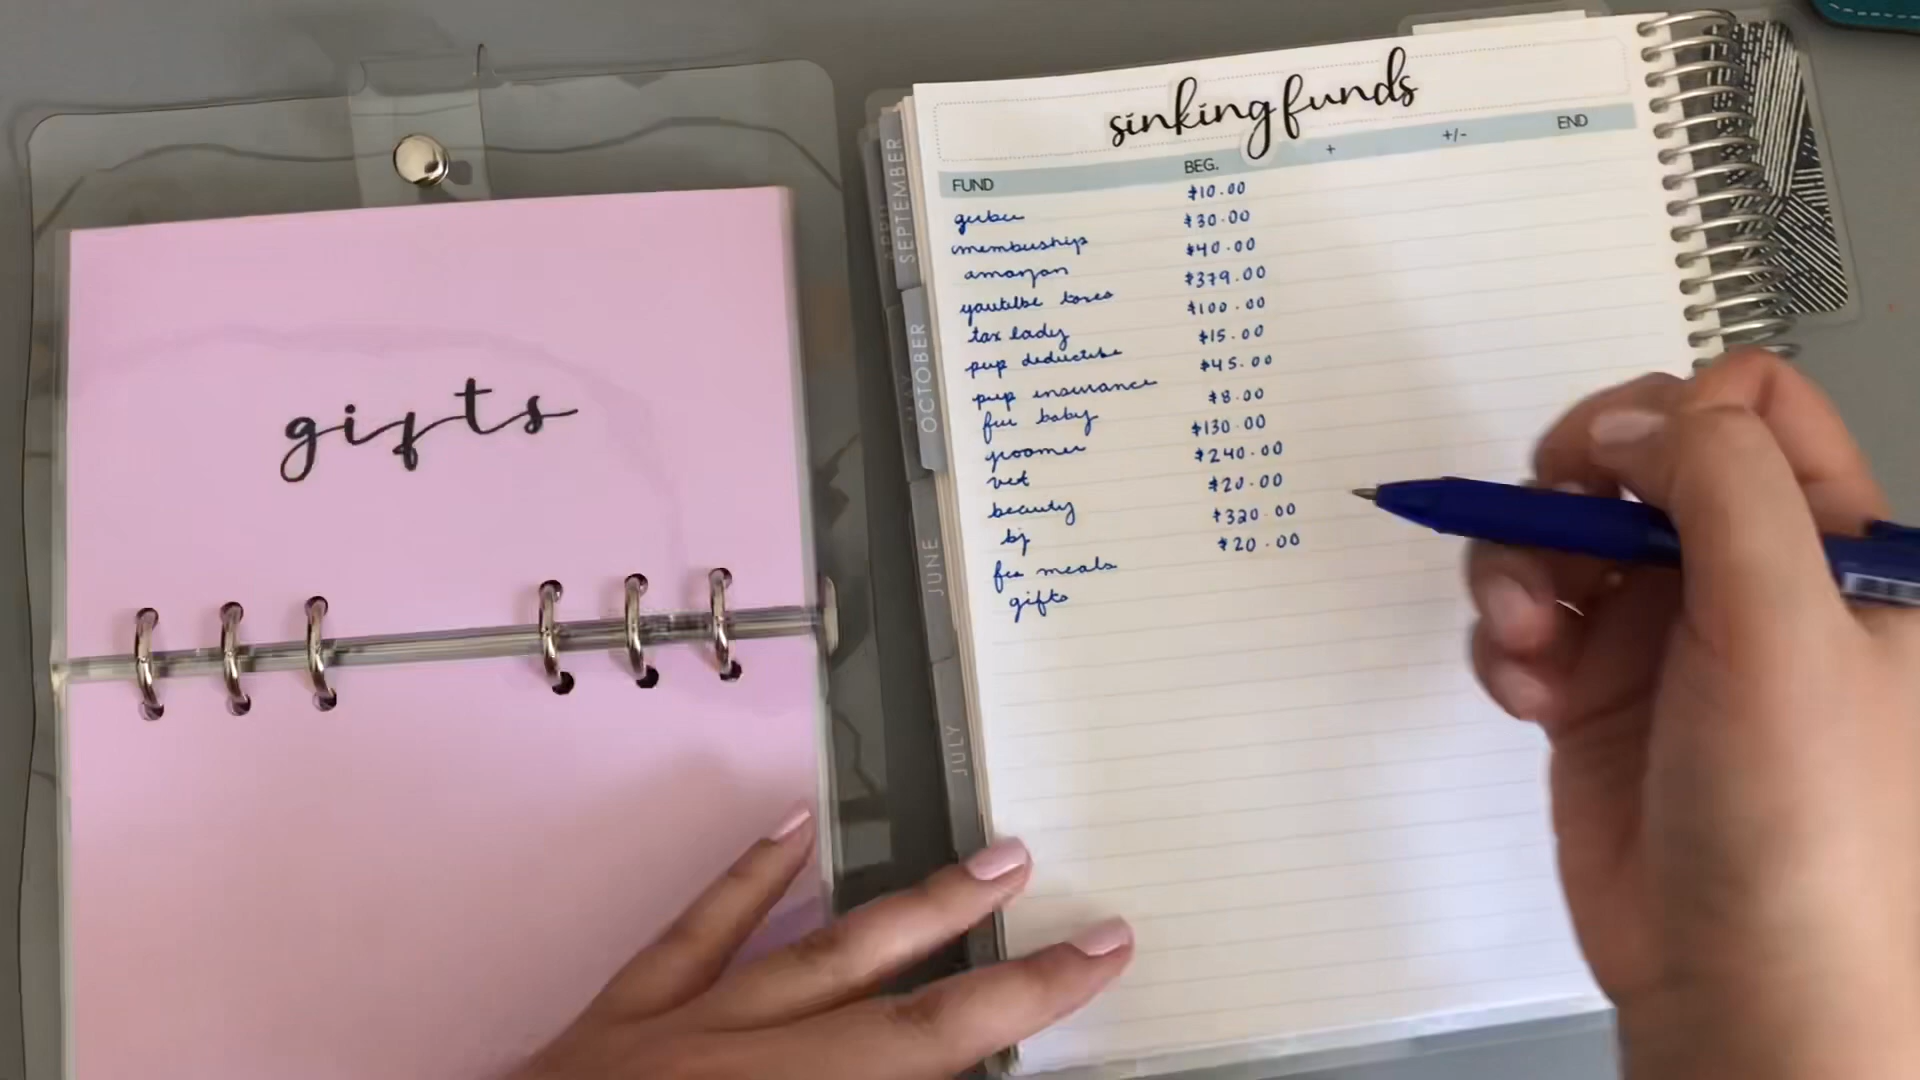 gifts
sinking funds
FUND BEG. + +/- END
$10.00
membership $30.00
amazon $40.00
youtube taxes $379.00
tax lady $100.00
pup deductible $15.00
pup insurance $45.00
fur baby $8.00
groomer $130.00
vet $240.00
beauty $20.00
bj $320.00
meals $20.00
gifts
APRIL
SEPTEMBER
MAY
OCTOBER
JUNE
JULY